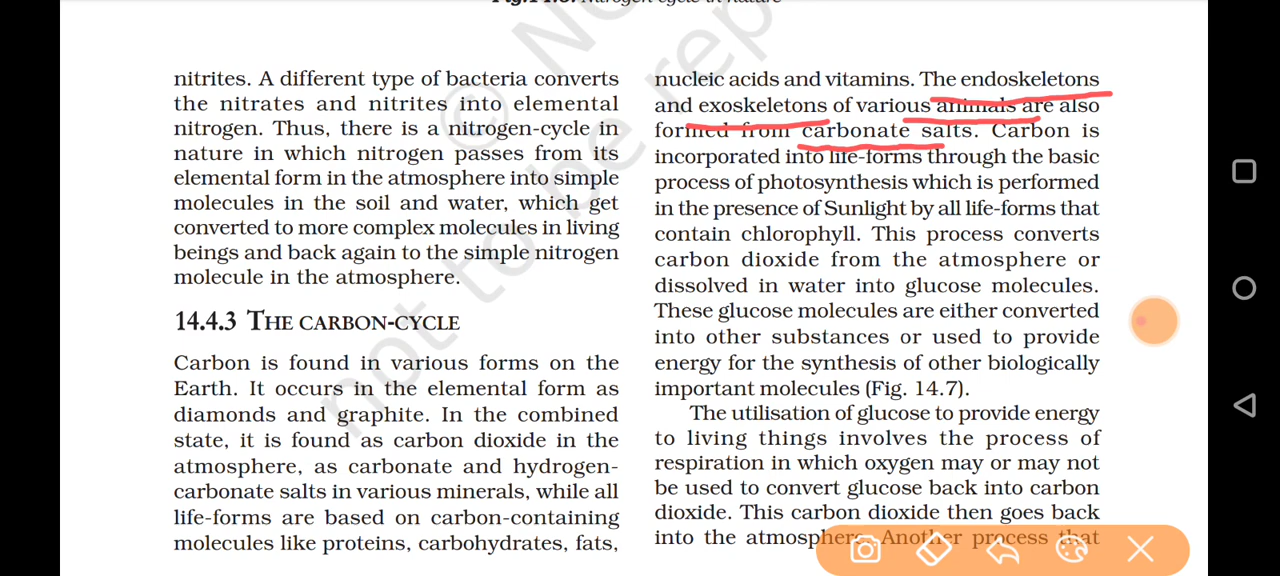 Nitrogen-cycle in nature
nitrites. A different type of bacteria converts
the nitrates and nitrites into elemental
nitrogen. Thus, there is a nitrogen-cycle in
nature in which nitrogen passes from its
elemental form in the atmosphere into simple
molecules in the soil and water, which get
converted to more complex molecules in living
beings and back again to the simple nitrogen
molecule in the atmosphere.
14.4.3 THE CARBON-CYCLE
Carbon is found in various forms on the
Earth. It occurs in the elemental form as
diamonds and graphite. In the combined
state, it is found as carbon dioxide in the
atmosphere, as carbonate and hydrogen-
carbonate salts in various minerals, while all
life-forms are based on carbon-containing
molecules like proteins, carbohydrates, fats,
nucleic acids and vitamins. The endoskeletons
and exoskeletons of various animals are also
formed from carbonate salts. Carbon is
incorporated into life-forms through the basic
process of photosynthesis which is performed
in the presence of Sunlight by all life-forms that
contain chlorophyll. This process converts
carbon dioxide from the atmosphere or
dissolved in water into glucose molecules.
These glucose molecules are either converted
into other substances or used to provide
energy for the synthesis of other biologically
important molecules (Fig. 14.7).
The utilisation of glucose to provide energy
to living things involves the process of
respiration in which oxygen may or may not
be used to convert glucose back into carbon
dioxide. This carbon dioxide then goes back
into the atmosphere. Another process that
©
not to be rep